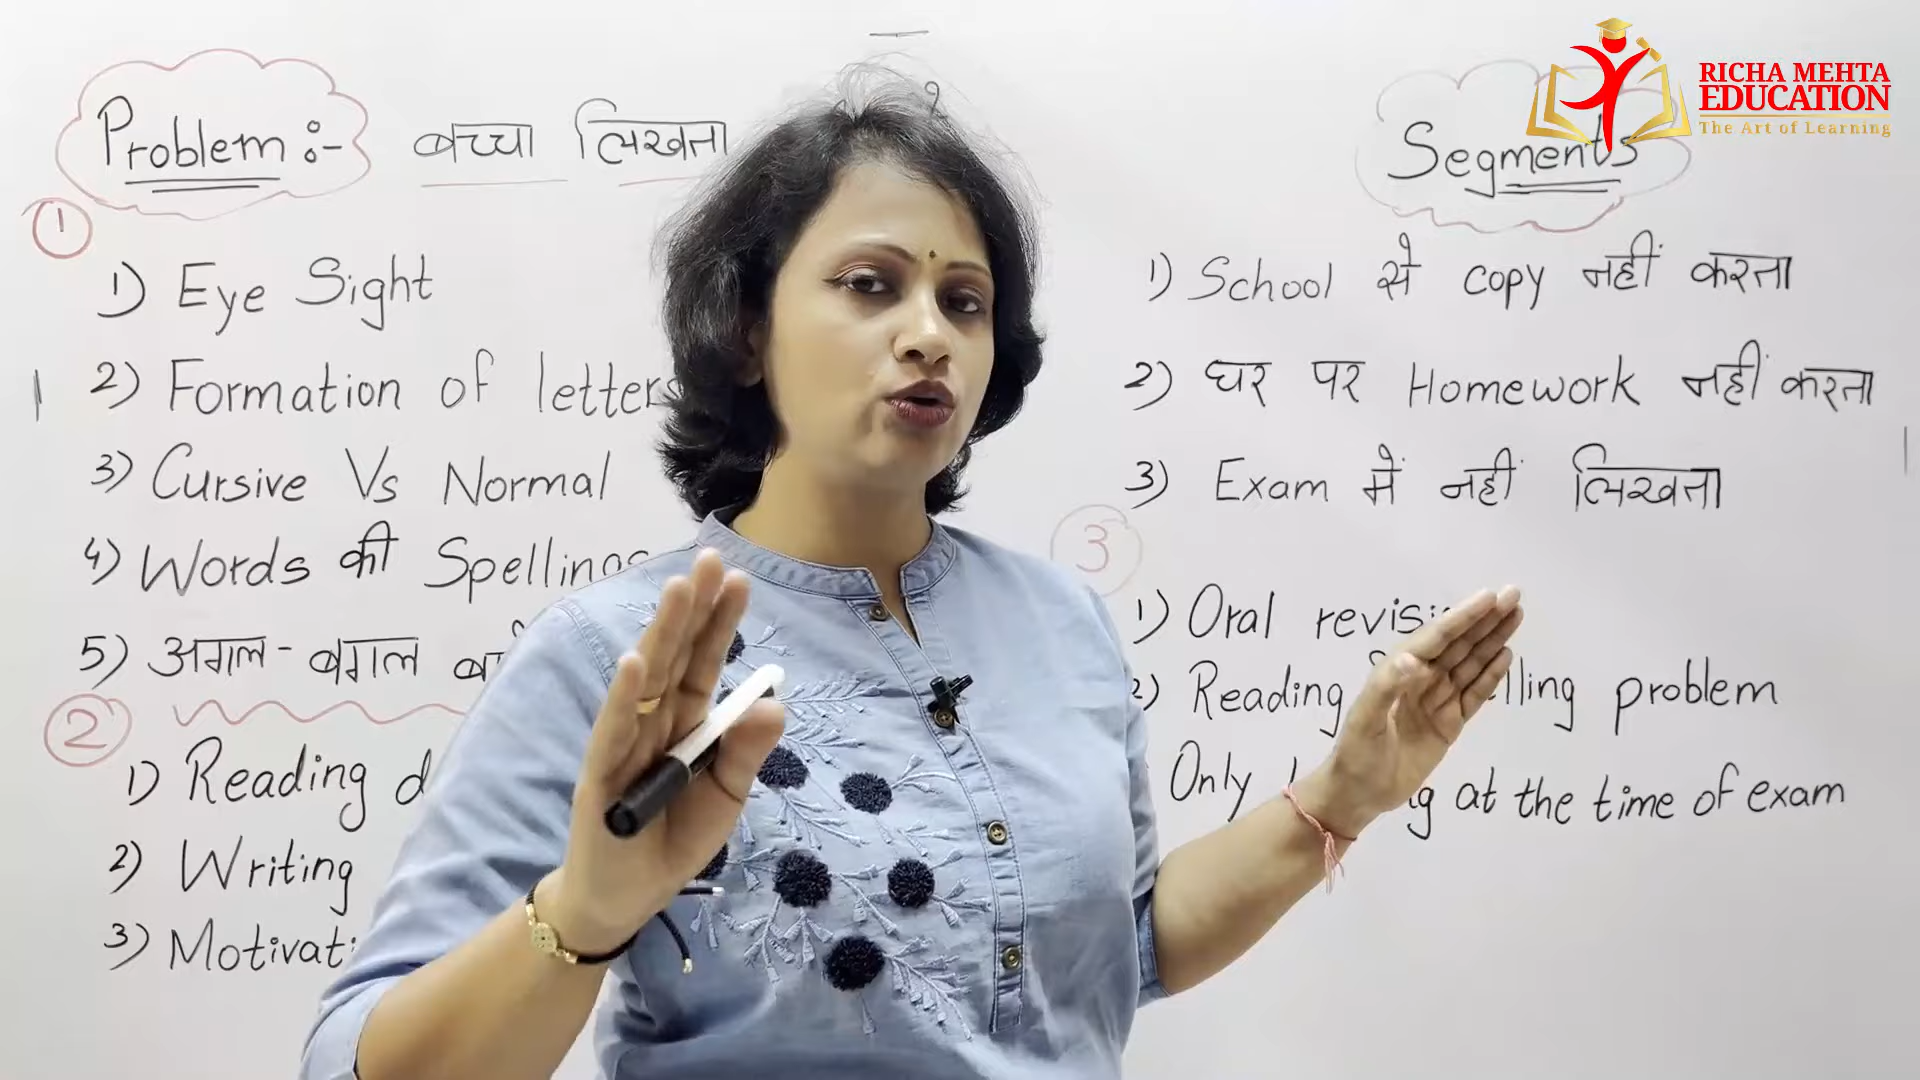 Problem :- बच्चा लिखता
①
1) Eye Sight
2) Formation of letters
3) Cursive Vs Normal
4) Words की Spellings
5) अगल - बगल
②
1) Reading
2) Writing
3) Motivati
RICHA MEHTA
EDUCATION
The Art of Learning
Segments
1) School से copy नहीं करता
2) घर पर Homework नहीं करता
3) Exam में नहीं लिखता
③
1) Oral revisi
2) Reading lling problem
Only g at the time of exam